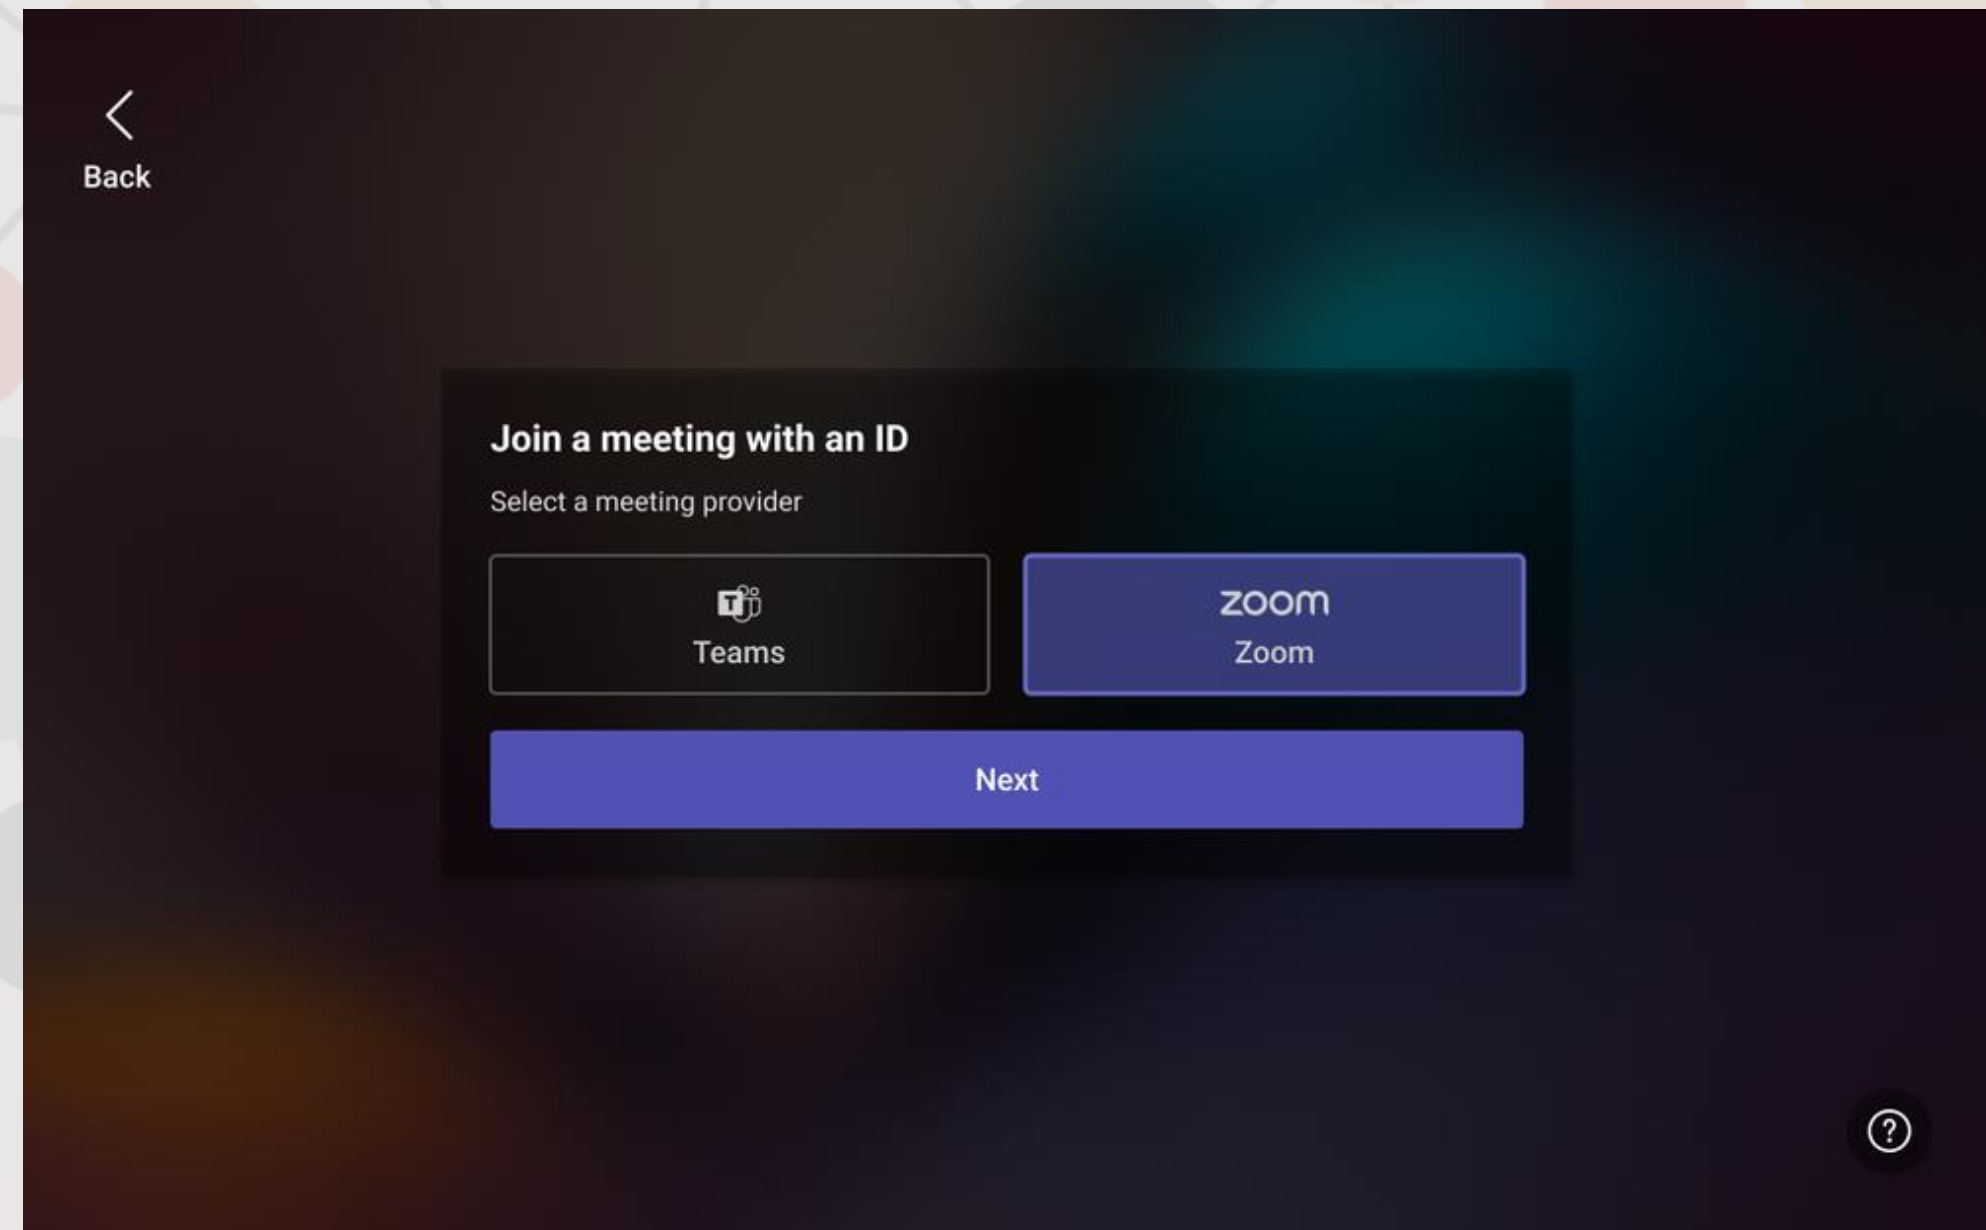 Back
Join a meeting with an ID
Select a meeting provider
T
Teams
zoom
Zoom
Next
?